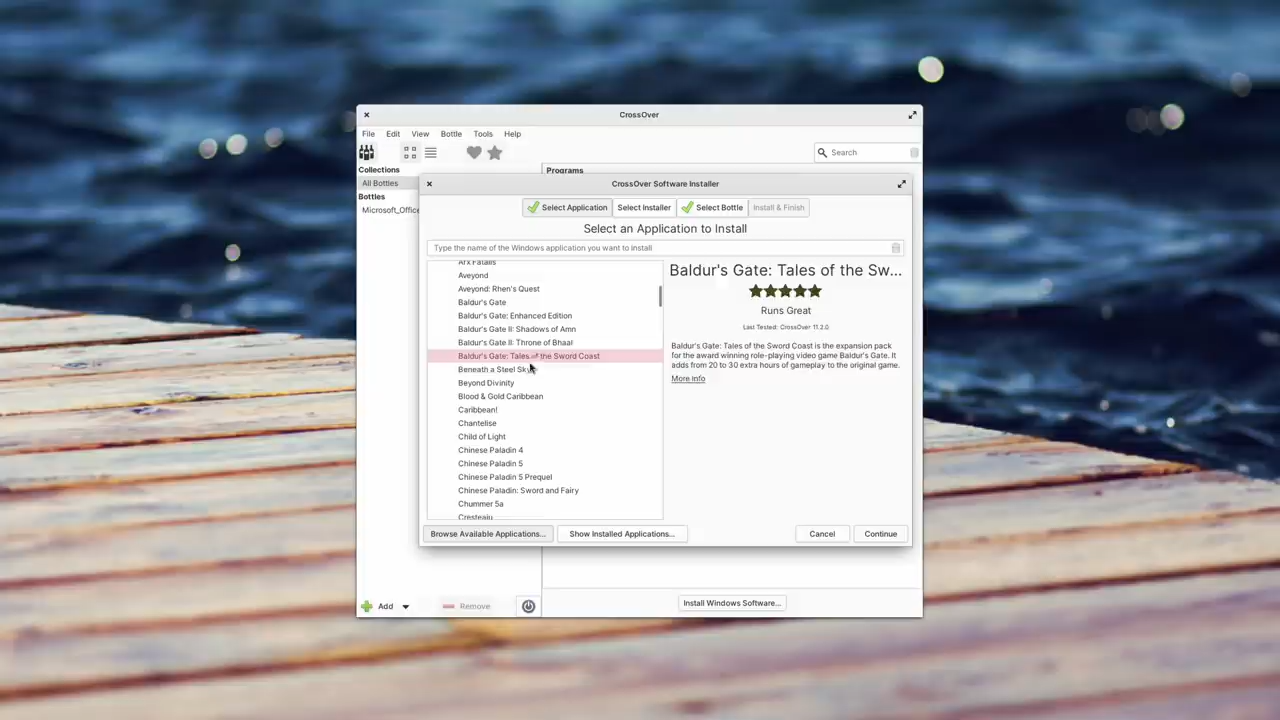 CrossOver
File Edit View Bottle Tools Help
Search
Collections
Programs
All Bottles
Bottles
Microsoft_Office
CrossOver Software Installer
Select Application Select Installer Select Bottle Install & Finish
Select an Application to Install
Type the name of the Windows application you want to install
Arx Fatalis
Aveyond
Aveyond: Rhen's Quest
Baldur's Gate
Baldur's Gate: Enhanced Edition
Baldur's Gate II: Shadows of Amn
Baldur's Gate II: Throne of Bhaal
Baldur's Gate: Tales of the Sword Coast
Beneath a Steel Sky
Beyond Divinity
Blood & Gold Caribbean
Caribbean!
Chantelise
Child of Light
Chinese Paladin 4
Chinese Paladin 5
Chinese Paladin 5 Prequel
Chinese Paladin: Sword and Fairy
Chummer 5a
Cresteaju
Baldur's Gate: Tales of the Sw...
Runs Great
Last Tested: CrossOver 11.2.0
Baldur's Gate: Tales of the Sword Coast is the expansion pack
for the award winning role-playing video game Baldur's Gate. It
adds from 20 to 30 extra hours of gameplay to the original game.
More info
Browse Available Applications... Show Installed Applications... Cancel Continue
Add Remove
Install Windows Software...